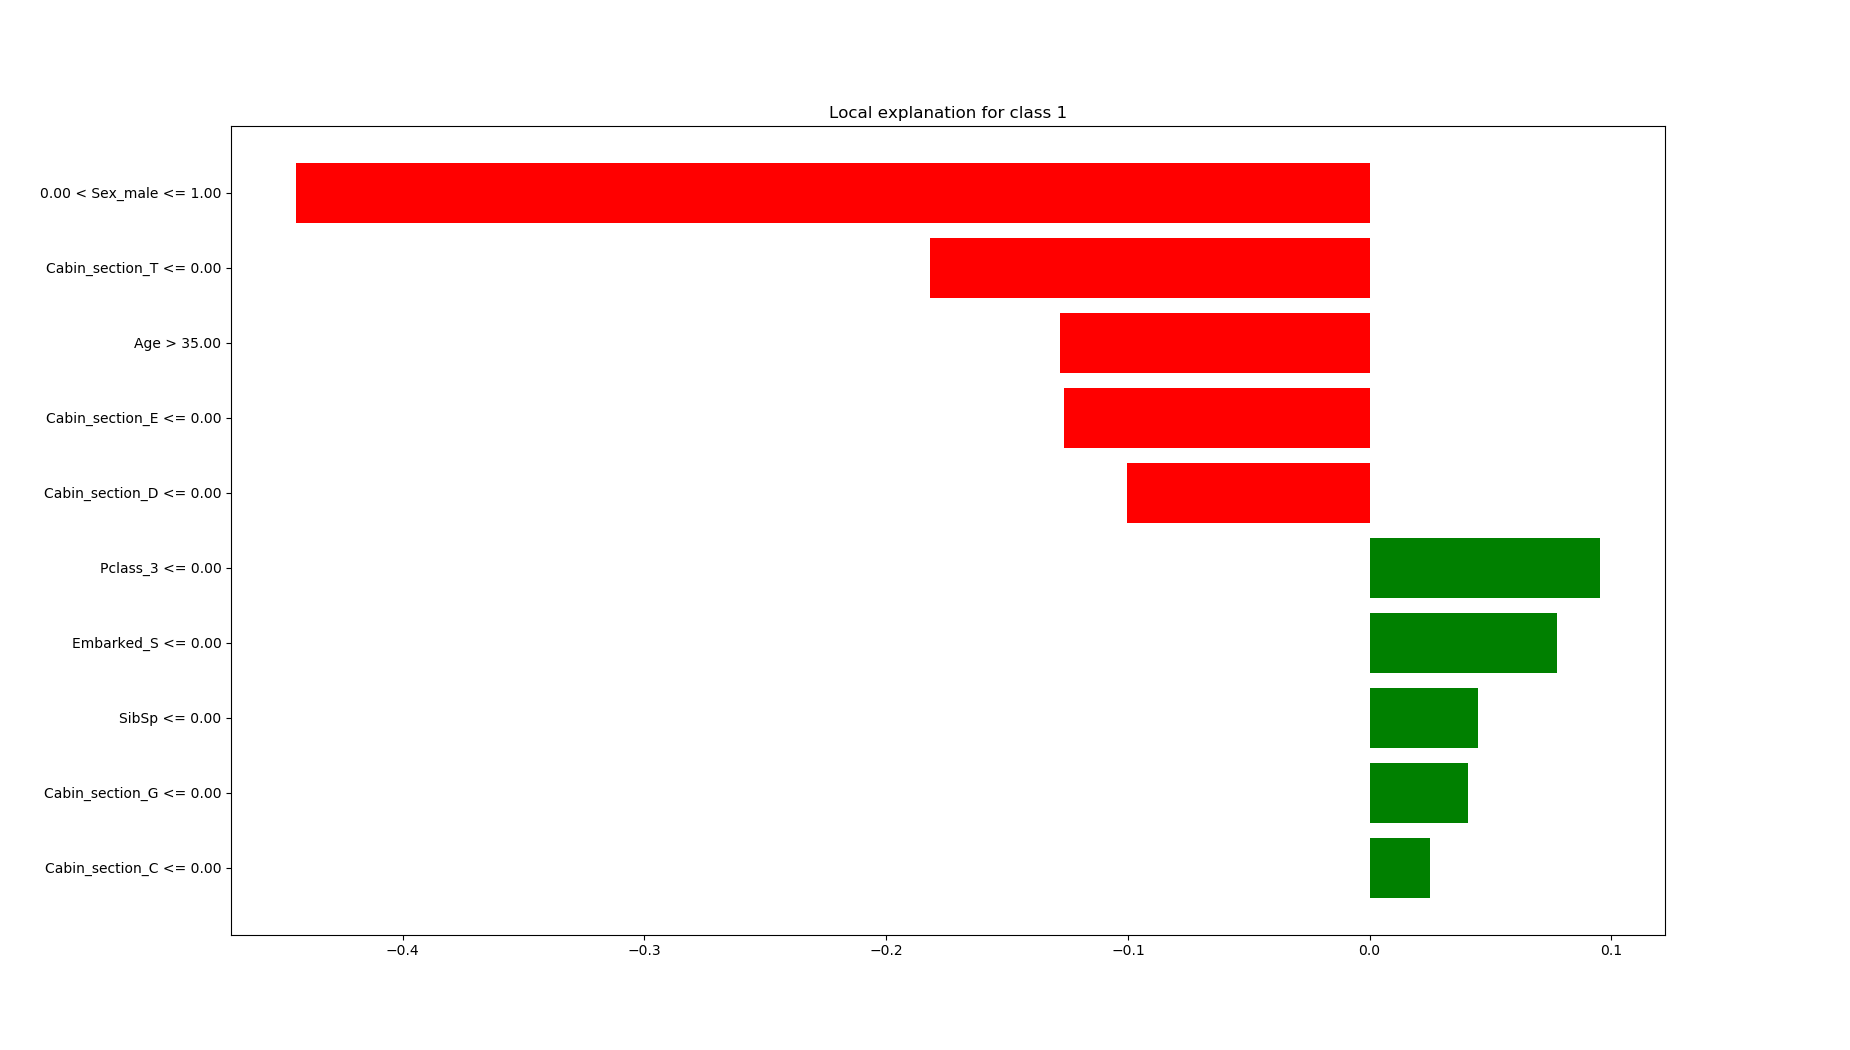 Local explanation for class 1
0.00 < Sex_male <= 1.00
Cabin_section_T <= 0.00
Age > 35.00
Cabin_section_E <= 0.00
Cabin_section_D <= 0.00
Pclass_3 <= 0.00
Embarked_S <= 0.00
SibSp <= 0.00
Cabin_section_G <= 0.00
Cabin_section_C <= 0.00
−0.4 −0.3 −0.2 −0.1 0.0 0.1